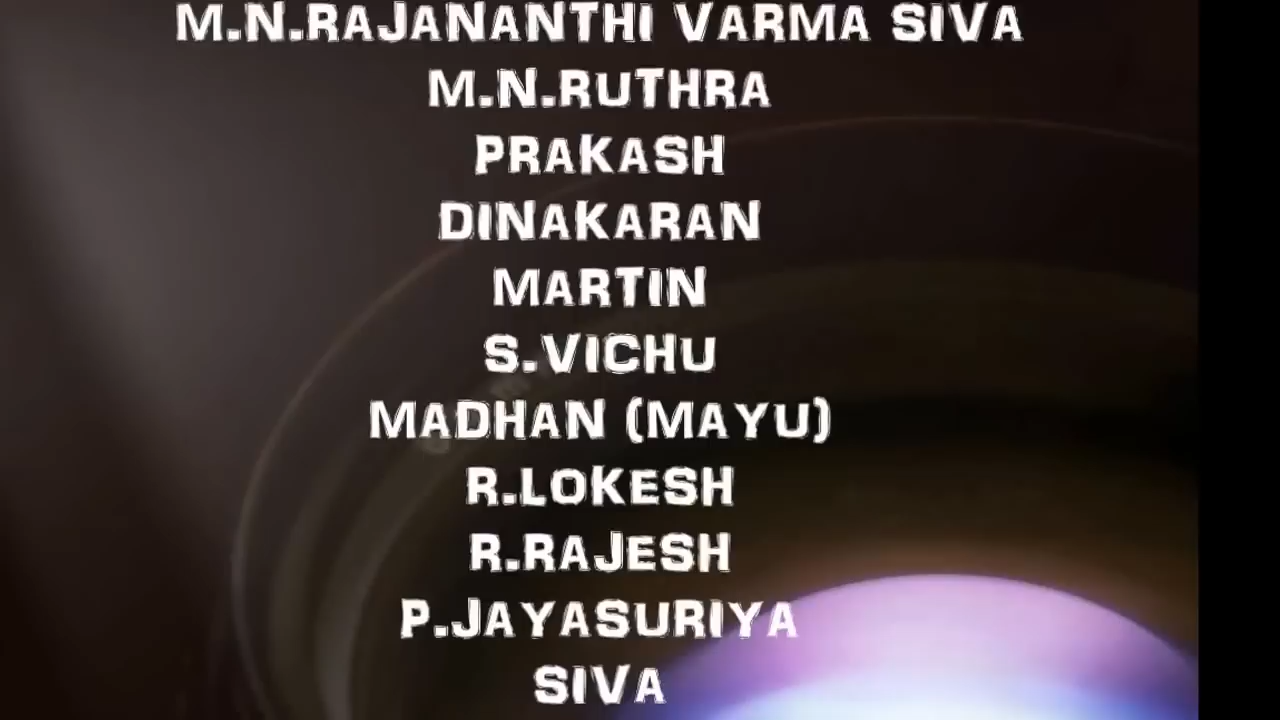 M.N.RAJANANTHI VARMA SIVA
M.N.RUTHRA
PRAKASH
DINAKARAN
MARTIN
S.VICHU
MADHAN (MAYU)
R.LOKESH
R.RAJESH
P.JAYASURIYA
SIVA